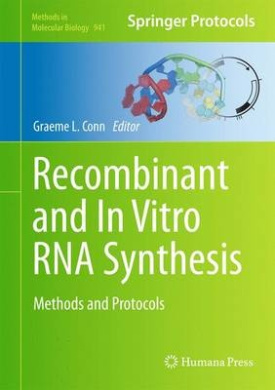 Methods in
Molecular Biology 941
Springer Protocols
Graeme L. Conn Editor
Recombinant
and In Vitro
RNA Synthesis
Methods and Protocols
Humana Press